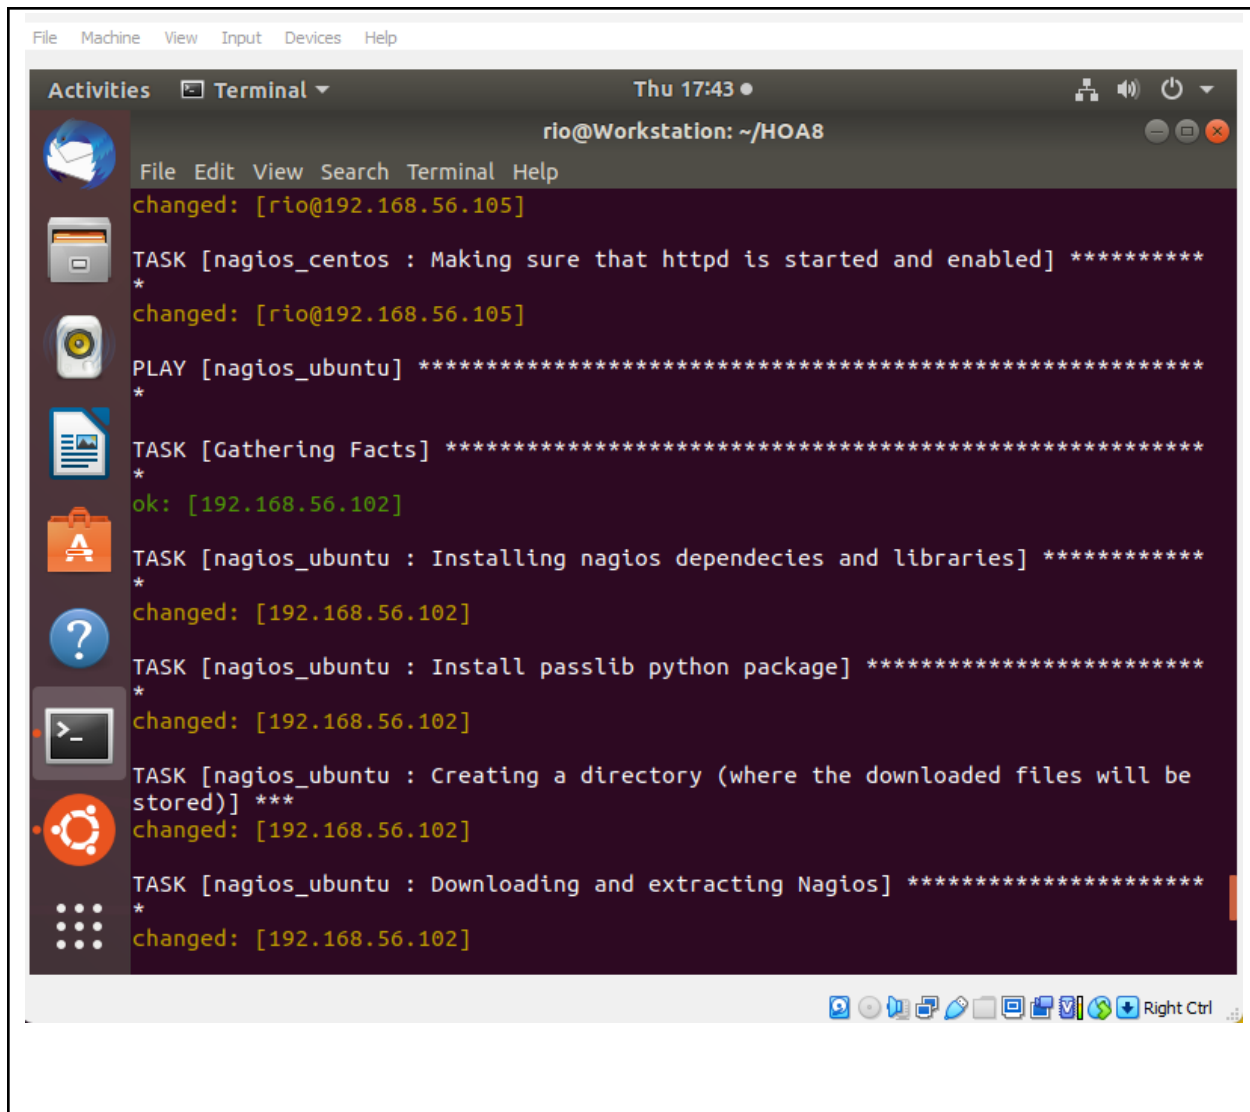 File Machine View Input Devices Help
Activities Terminal Thu 17:43
rio@Workstation: ~/HOA8
File Edit View Search Terminal Help
changed: [rio@192.168.56.105]
TASK [nagios_centos : Making sure that httpd is started and enabled] **********
*
changed: [rio@192.168.56.105]
PLAY [nagios_ubuntu] **********************************************************
*
TASK [Gathering Facts] ********************************************************
*
ok: [192.168.56.102]
TASK [nagios_ubuntu : Installing nagios dependecies and libraries] ************
*
changed: [192.168.56.102]
TASK [nagios_ubuntu : Install passlib python package] *************************
*
changed: [192.168.56.102]
TASK [nagios_ubuntu : Creating a directory (where the downloaded files will be
stored)] ***
changed: [192.168.56.102]
TASK [nagios_ubuntu : Downloading and extracting Nagios] **********************
*
changed: [192.168.56.102]
Right Ctrl